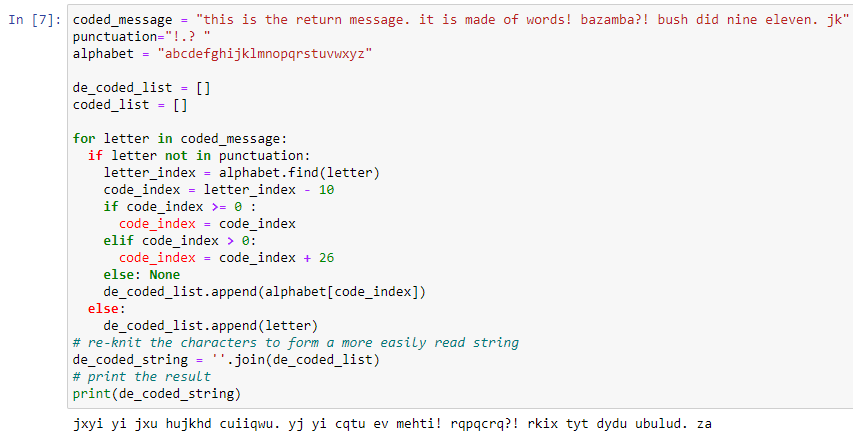 In [7]: coded_message = "this is the return message. it is made of words! bazamba?! bush did nine eleven. jk"
punctuation="!.? "
alphabet = "abcdefghijklmnopqrstuvwxyz"

de_coded_list = []
coded_list = []

for letter in coded_message:
  if letter not in punctuation:
    letter_index = alphabet.find(letter)
    code_index = letter_index - 10
    if code_index >= 0 :
      code_index = code_index
    elif code_index > 0:
      code_index = code_index + 26
    else: None
    de_coded_list.append(alphabet[code_index])
  else:
    de_coded_list.append(letter)
# re-knit the characters to form a more easily read string
de_coded_string = ''.join(de_coded_list)
# print the result
print(de_coded_string)
jxyi yi jxu hujkhd cuiiqwu. yj yi cqtu ev mehti! rqpqcrq?! rkix tyt dydu ubulud. za